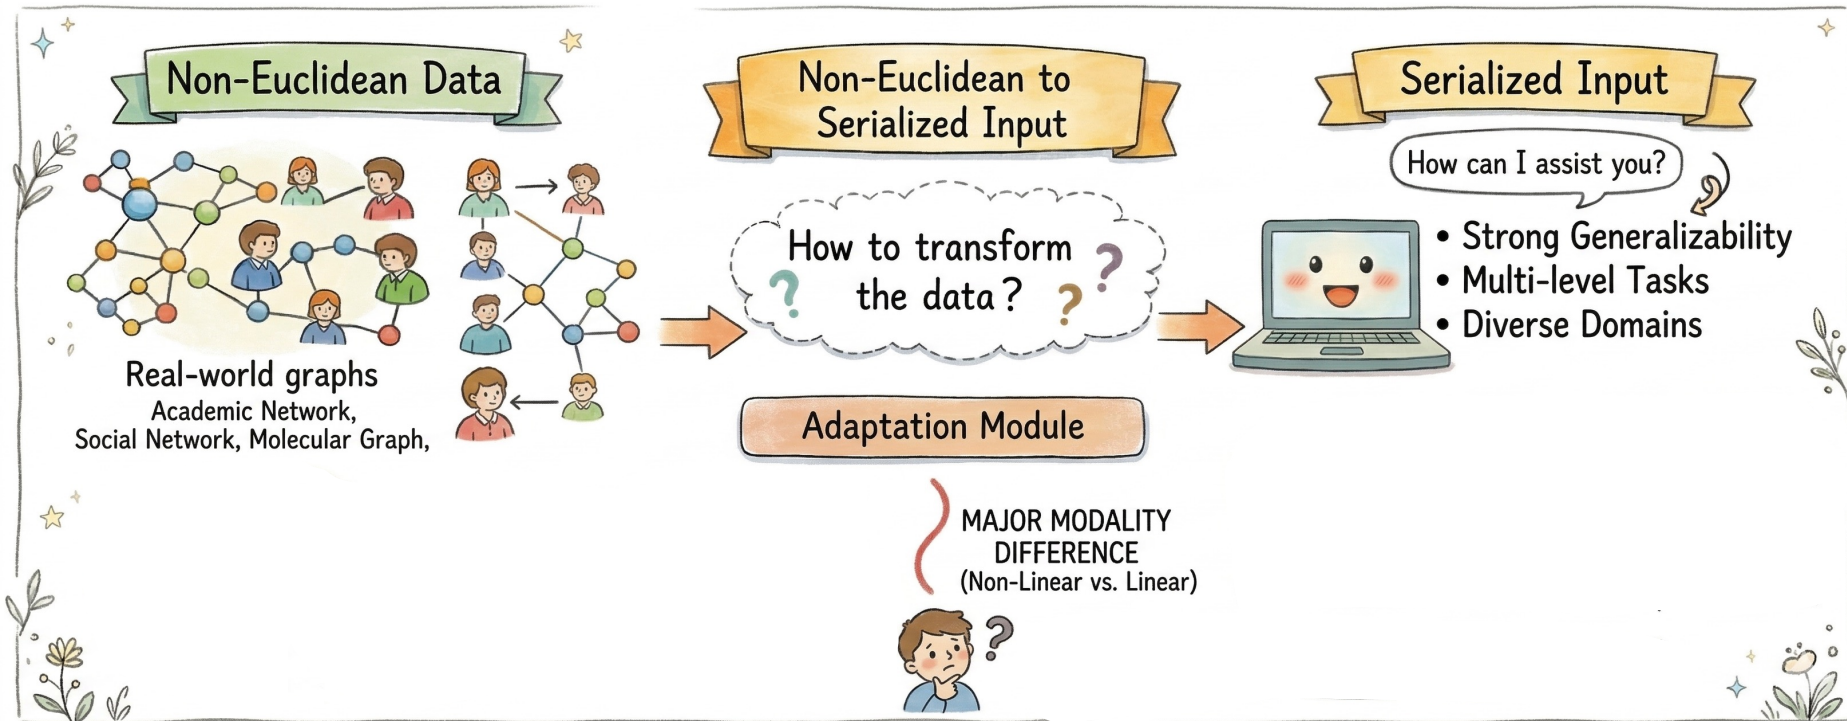 Non-Euclidean Data
Real-world graphs
Academic Network,
Social Network, Molecular Graph,
Non-Euclidean to
Serialized Input
How to transform
the data?
? ? ?
Adaptation Module
MAJOR MODALITY
DIFFERENCE
(Non-Linear vs. Linear)
?
Serialized Input
How can I assist you?
• Strong Generalizability
• Multi-level Tasks
• Diverse Domains